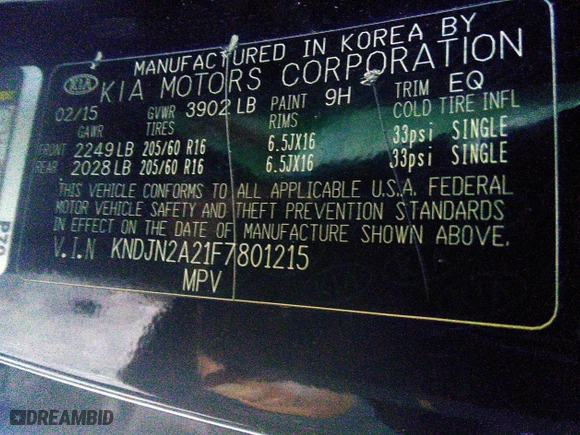 MANUFACTURED IN KOREA BY
KIA KIA MOTORS CORPORATION
02/15 GVWR 3902 LB PAINT 9H TRIM EQ
GAWR TIRES RIMS COLD TIRE INFL
FRONT 2249 LB 205/60 R16 6.5JX16 33psi SINGLE
REAR 2028 LB 205/60 R16 6.5JX16 33psi SINGLE
THIS VEHICLE CONFORMS TO ALL APPLICABLE U.S.A. FEDERAL
MOTOR VEHICLE SAFETY AND THEFT PREVENTION STANDARDS
IN EFFECT ON THE DATE OF MANUFACTURE SHOWN ABOVE.
V.I.N KNDJN2A21F7801215
MPV
DREAMBID